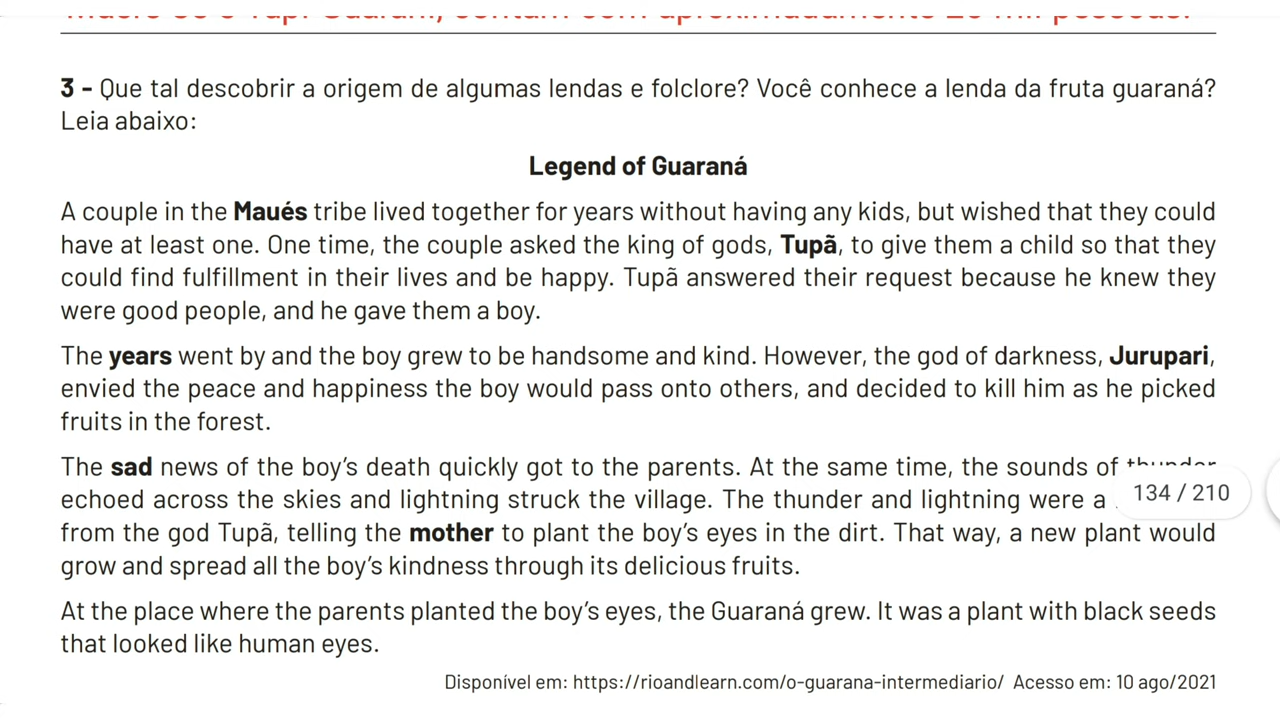 3 - Que tal descobrir a origem de algumas lendas e folclore? Você conhece a lenda da fruta guaraná?
Leia abaixo:
Legend of Guaraná
A couple in the Maués tribe lived together for years without having any kids, but wished that they could
have at least one. One time, the couple asked the king of gods, Tupã, to give them a child so that they
could find fulfillment in their lives and be happy. Tupã answered their request because he knew they
were good people, and he gave them a boy.
The years went by and the boy grew to be handsome and kind. However, the god of darkness, Jurupari,
envied the peace and happiness the boy would pass onto others, and decided to kill him as he picked
fruits in the forest.
The sad news of the boy's death quickly got to the parents. At the same time, the sounds of thunder
echoed across the skies and lightning struck the village. The thunder and lightning were a
134 / 210
from the god Tupã, telling the mother to plant the boy's eyes in the dirt. That way, a new plant would
grow and spread all the boy's kindness through its delicious fruits.
At the place where the parents planted the boy's eyes, the Guaraná grew. It was a plant with black seeds
that looked like human eyes.
Disponível em: https://rioandlearn.com/o-guarana-intermediario/ Acesso em: 10 ago/2021